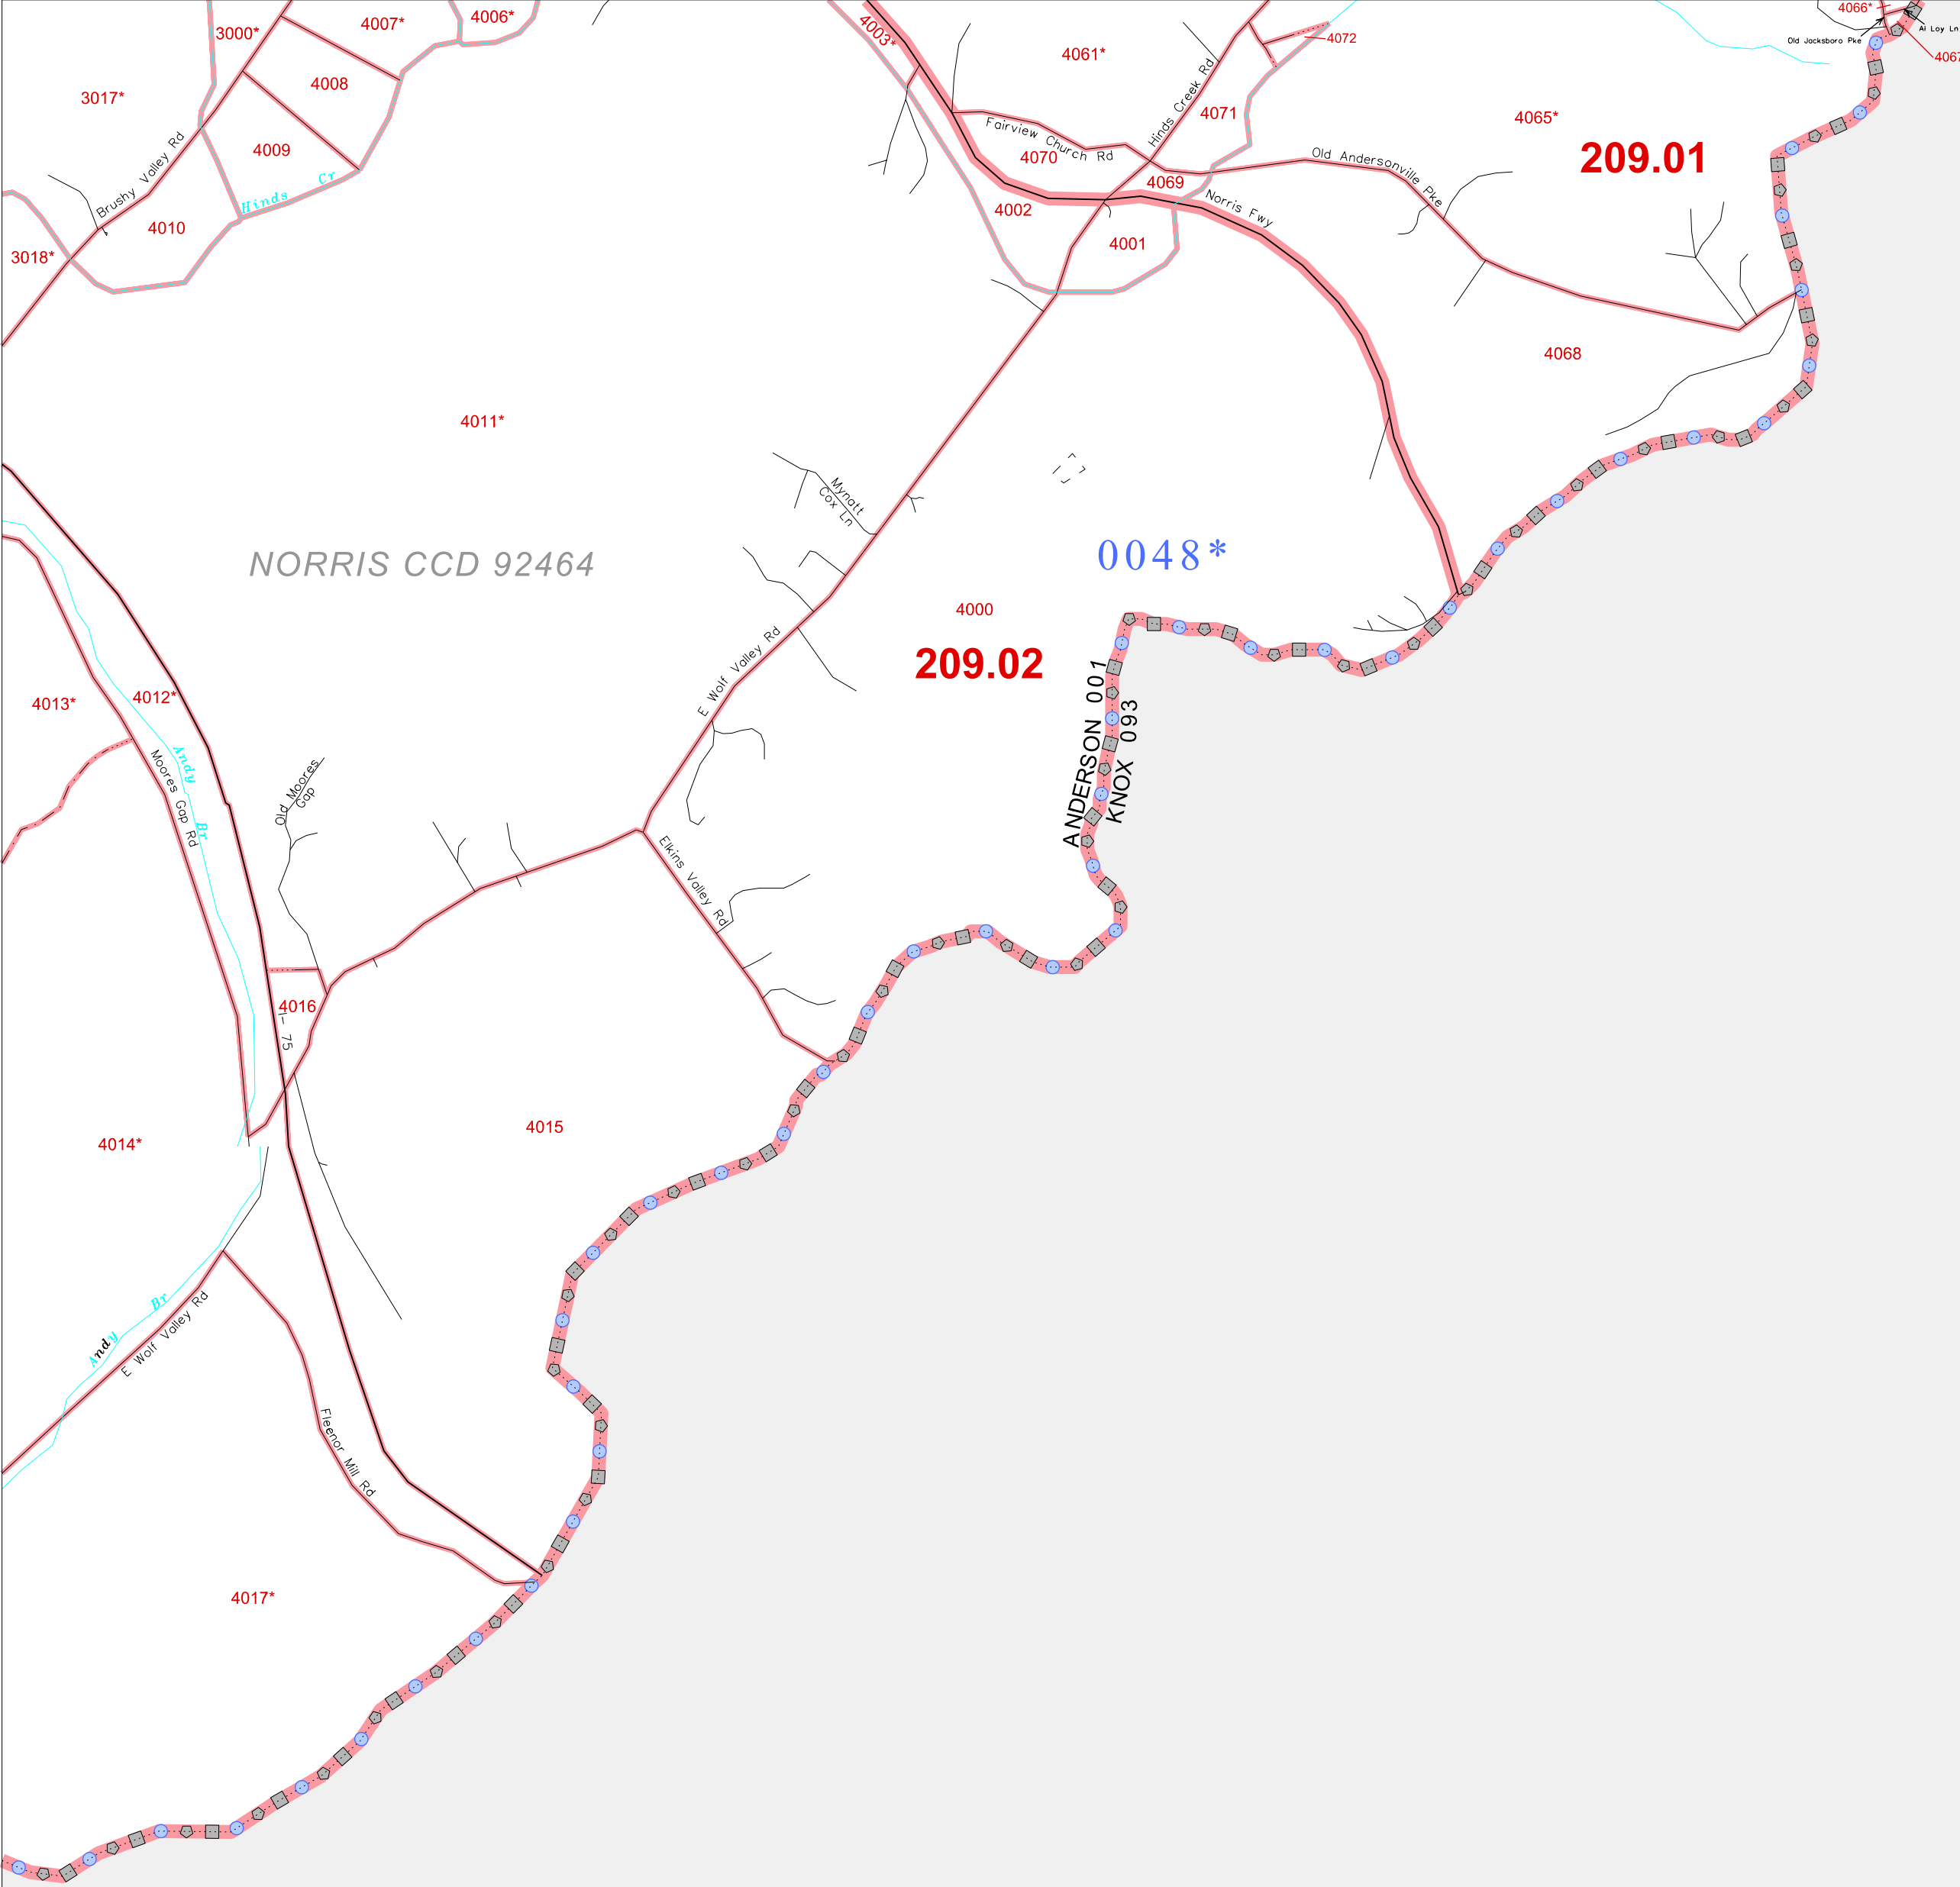 3000*
4007*
4006*
4003*
4061*
4072
4066*
Old Jacksboro Pke
Al Loy Ln
4067
3017*
4008
Hinds Creek Rd
4071
4065*
209.01
Brushy Valley Rd
4009
Fairview Church Rd
4070
Old Andersonville Pke
Hinds Cr
4069
Norris Fwy
4002
4010
3018*
4001
4068
4011*
Mynatt
Cox Ln
NORRIS CCD 92464
0048*
4000
209.02
E Wolf Valley Rd
ANDERSON 001
KNOX 093
4013*
4012*
Andy Br
Moores Gap Rd
Old Moores
Gap
Elkins Valley Rd
4016
I- 75
4015
4014*
Andy Br
E Wolf Valley Rd
Fleenor Mill Rd
4017*